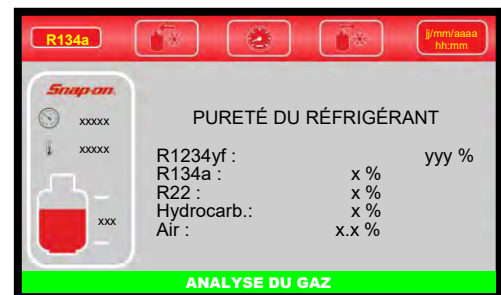 R134a
jj/mm/aaaa
hh:mm
Snap-on
xxxxx
xxxxx
xxx
PURETÉ DU RÉFRIGÉRANT
R1234yf : yyy %
R134a : x %
R22 : x %
Hydrocarb.: x %
Air : x.x %
ANALYSE DU GAZ